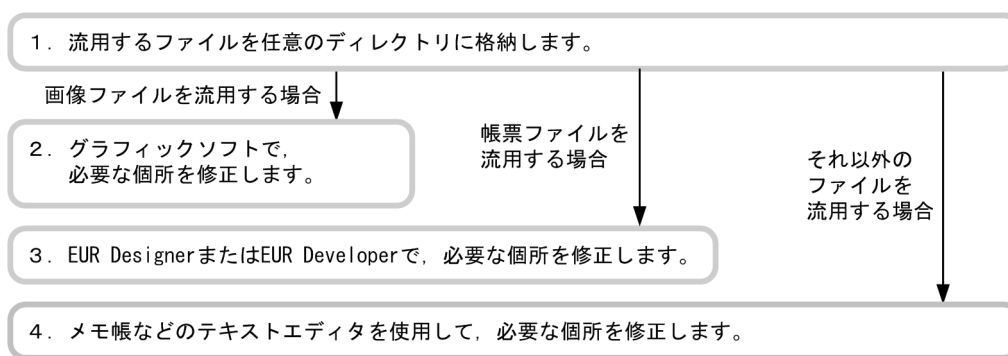 １．流用するファイルを任意のディレクトリに格納します。
画像ファイルを流用する場合
２．グラフィックソフトで，
必要な個所を修正します。
帳票ファイルを
流用する場合
それ以外の
ファイルを
流用する場合
３．EUR DesignerまたはEUR Developerで，必要な個所を修正します。
４．メモ帳などのテキストエディタを使用して，必要な個所を修正します。